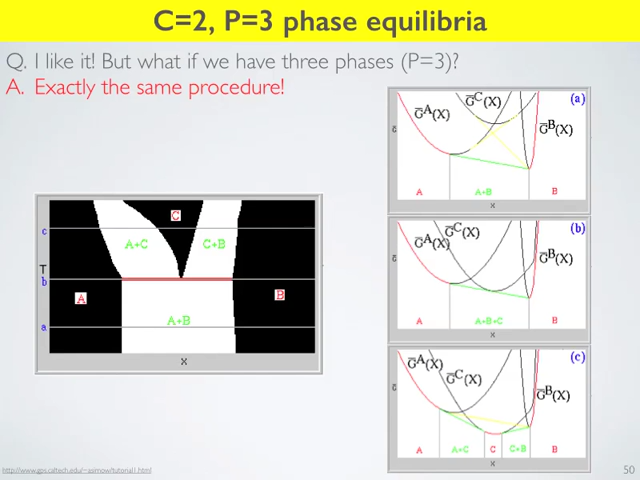 C=2, P=3 phase equilibria
Q. I like it! But what if we have three phases (P=3)?
A. Exactly the same procedure!
c
T
b
a
C
A+C
C+B
A
B
A+B
X
(a)
G̅ᴬ(X)
G̅ᶜ(X)
G̅ᴮ(X)
G
A
A+B
B
X
(b)
G̅ᴬ(X)
G̅ᶜ(X)
G̅ᴮ(X)
G
A
A+B+C
B
X
(c)
G̅ᴬ(X)
G̅ᶜ(X)
G̅ᴮ(X)
G
A
A+C
C
C+B
B
X
http://www.gps.caltech.edu/~asimow/tutorial1.html
50